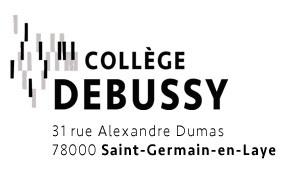 COLLÈGE
DEBUSSY
31 rue Alexandre Dumas
78000 Saint-Germain-en-Laye